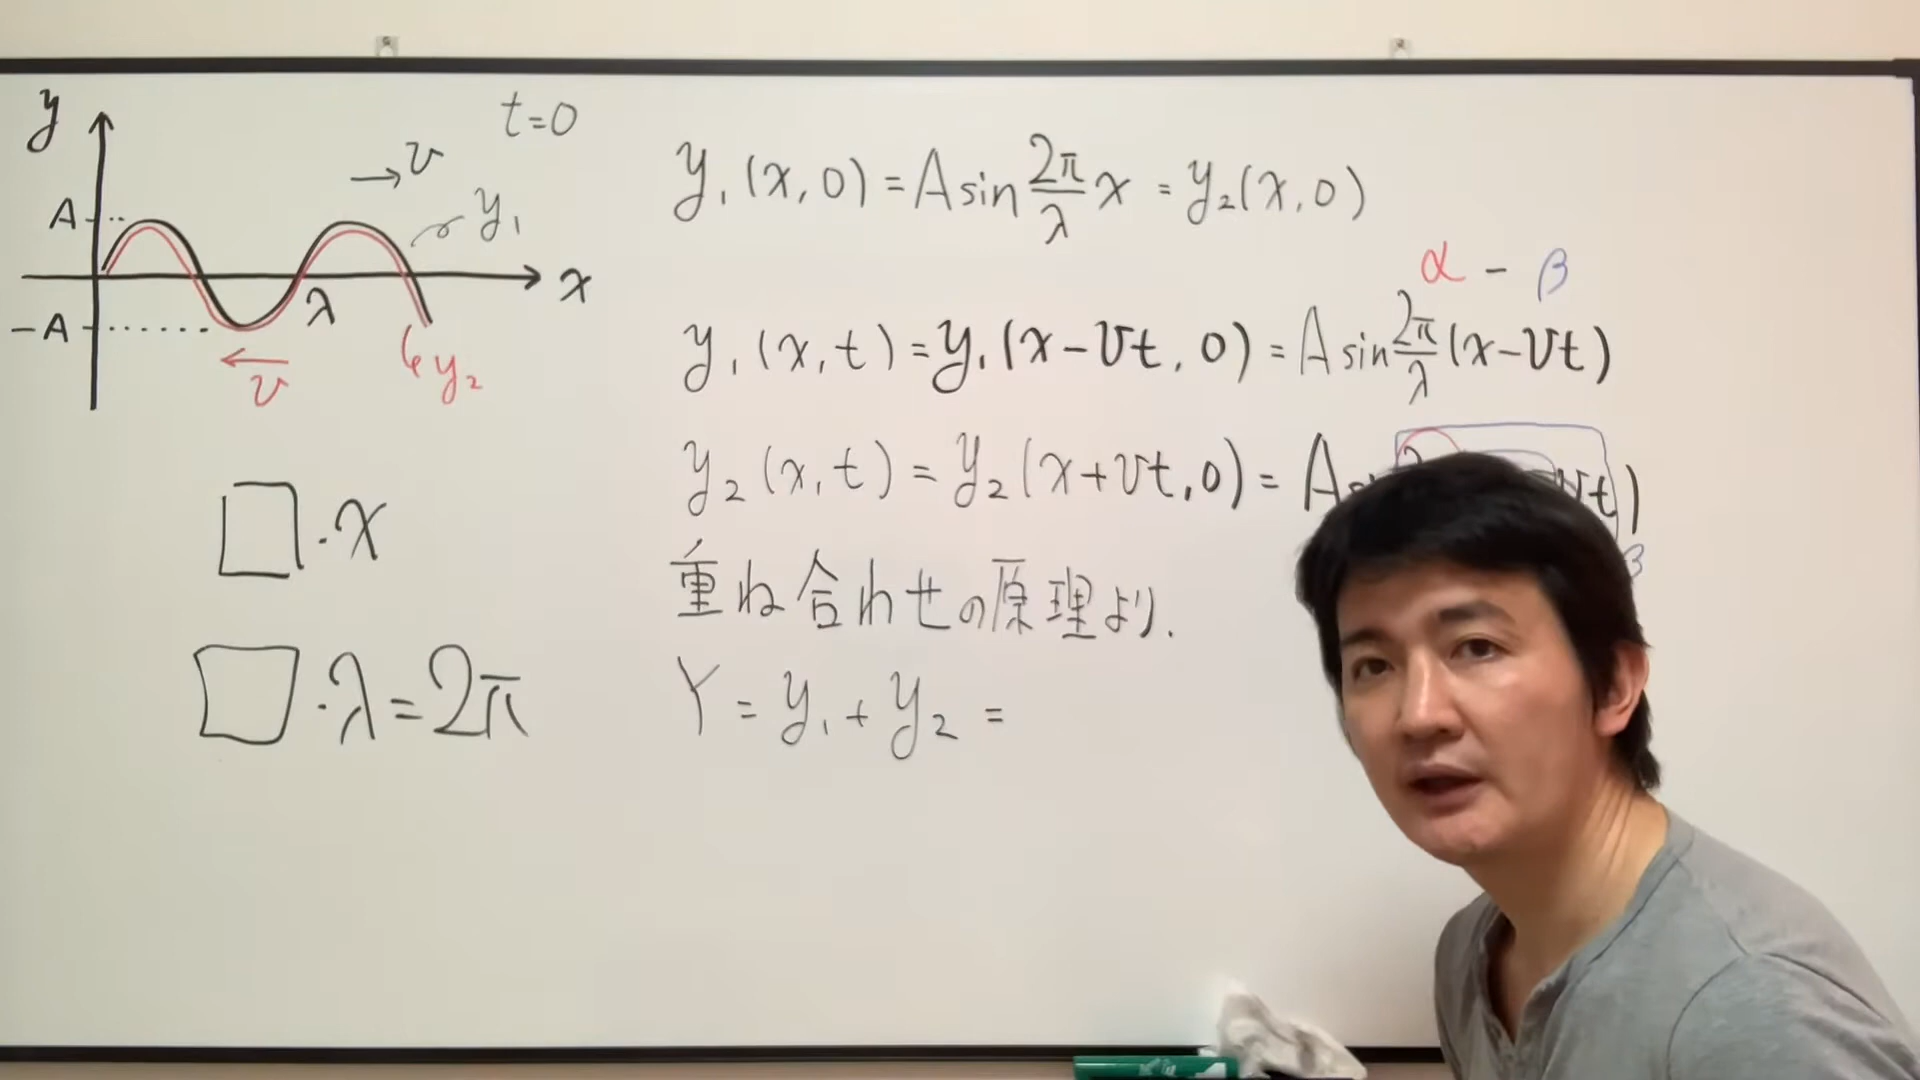 y
t=0
→v
A
y₁
x
λ
-A
y₂
v
y₁(x,0)=A sin 2π/λ x = y₂(x,0)
α - β
y₁(x,t)=y₁(x-vt,0)=A sin 2π/λ (x-vt)
y₂(x,t)=y₂(x+vt,0)=A
vt)
β
□・x
重ね合わせの原理より.
□・λ=2π
Y=y₁+y₂=